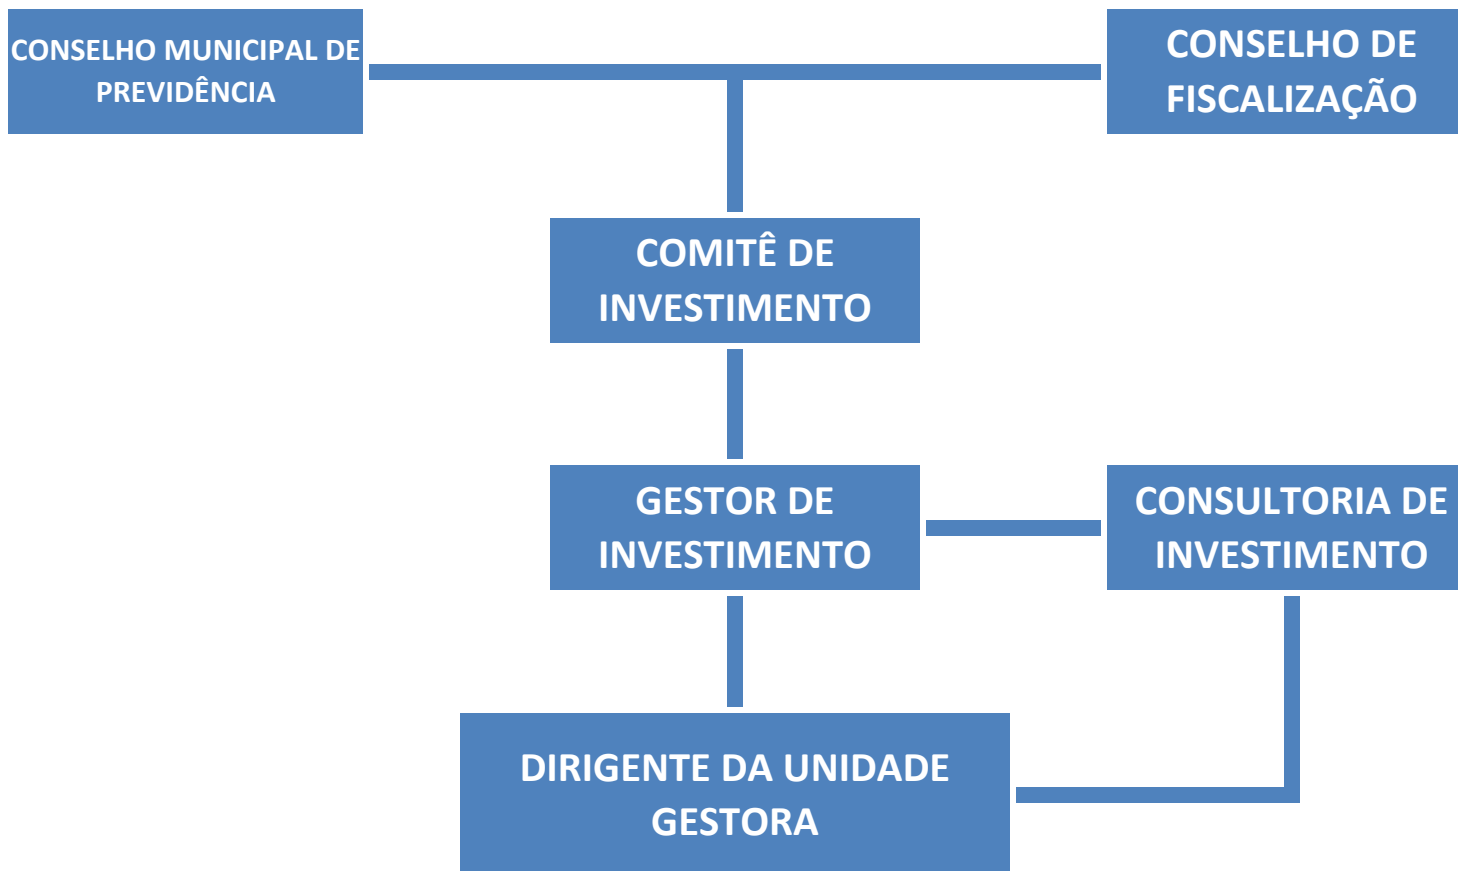 CONSELHO MUNICIPAL DE
PREVIDÊNCIA
CONSELHO DE
FISCALIZAÇÃO
COMITÊ DE
INVESTIMENTO
GESTOR DE
INVESTIMENTO
CONSULTORIA DE
INVESTIMENTO
DIRIGENTE DA UNIDADE
GESTORA